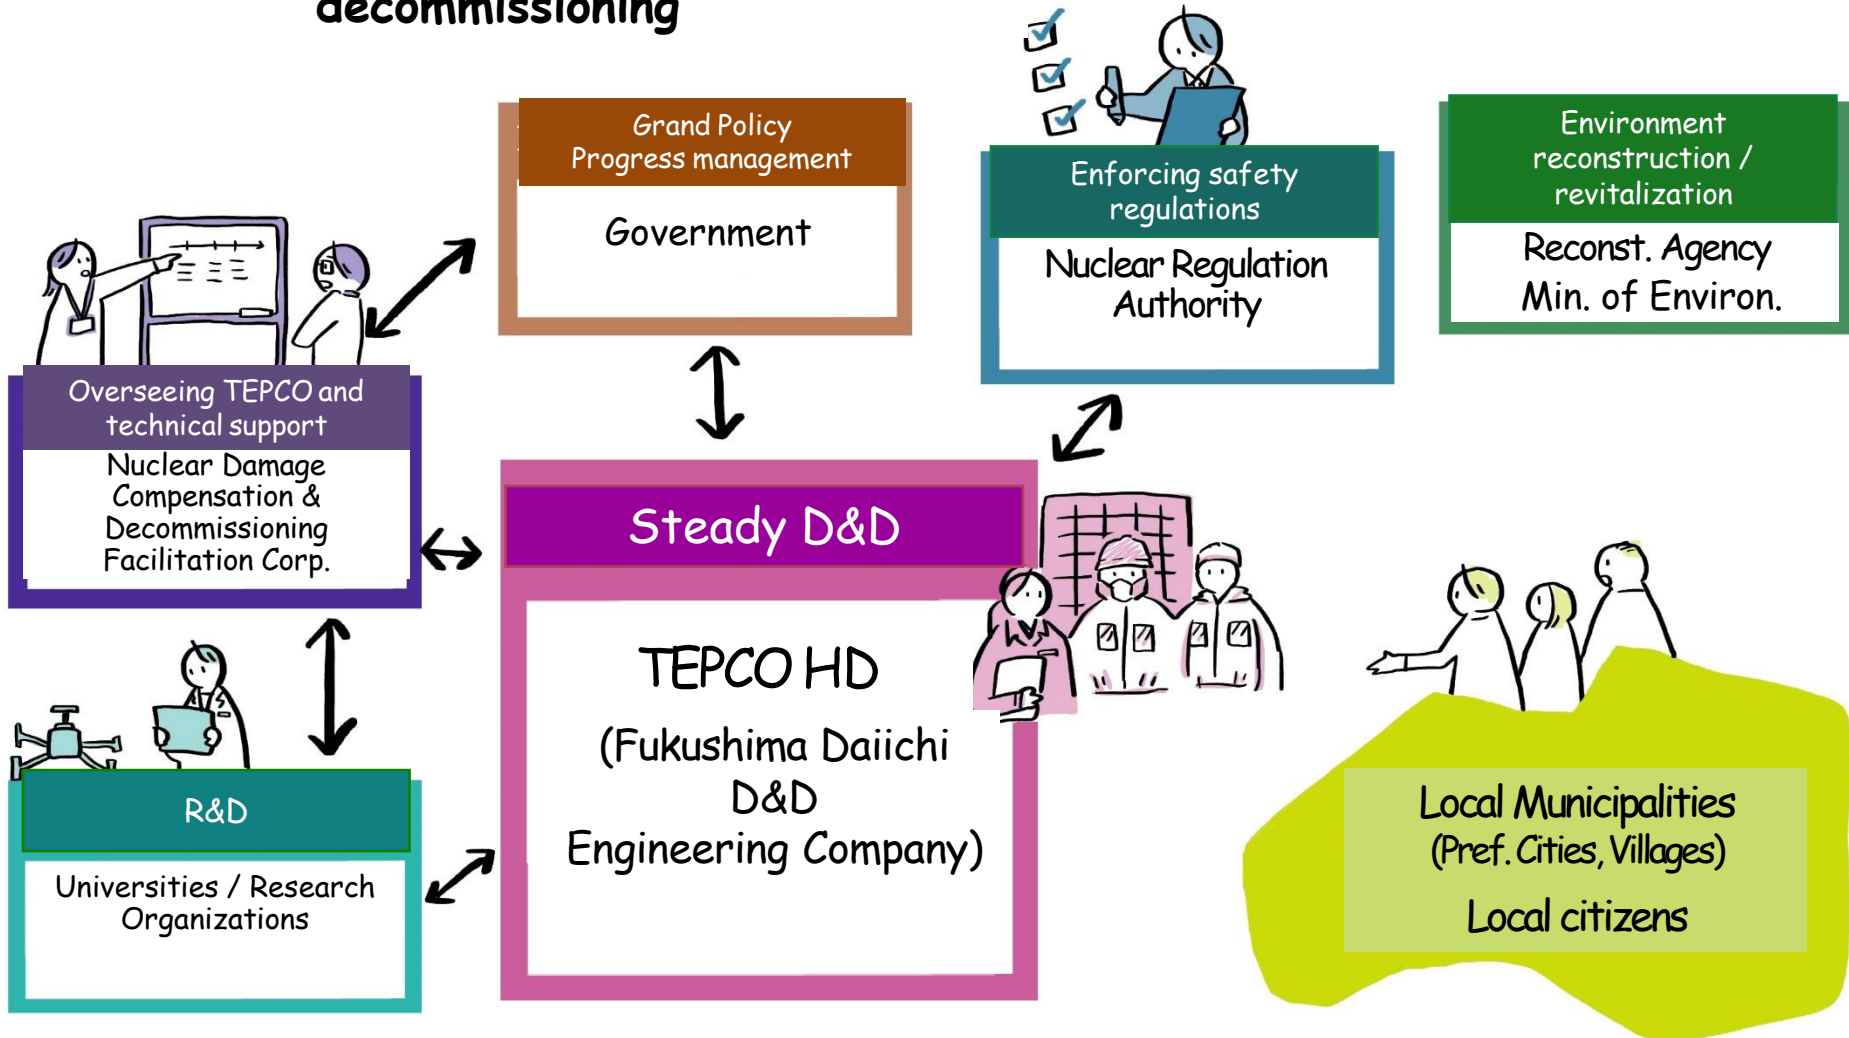 decommissioning
Grand Policy
Progress management
Government
Enforcing safety
regulations
Nuclear Regulation
Authority
Environment
reconstruction /
revitalization
Reconst. Agency
Min. of Environ.
Overseeing TEPCO and
technical support
Nuclear Damage
Compensation &
Decommissioning
Facilitation Corp.
Steady D&D
TEPCO HD
(Fukushima Daiichi
D&D
Engineering Company)
R&D
Universities / Research
Organizations
Local Municipalities
(Pref. Cities, Villages)
Local citizens